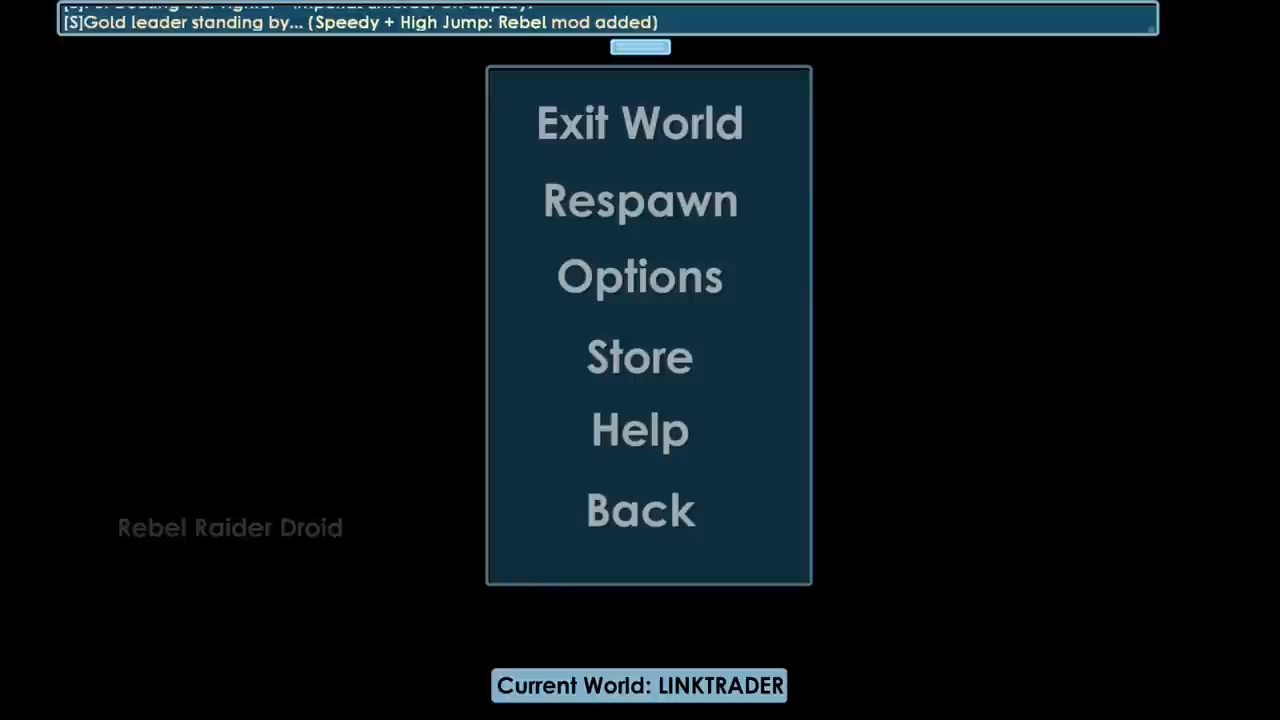 [S]Gold leader standing by... (Speedy + High Jump: Rebel mod added)
Exit World
Respawn
Options
Store
Help
Back
Rebel Raider Droid
Current World: LINKTRADER